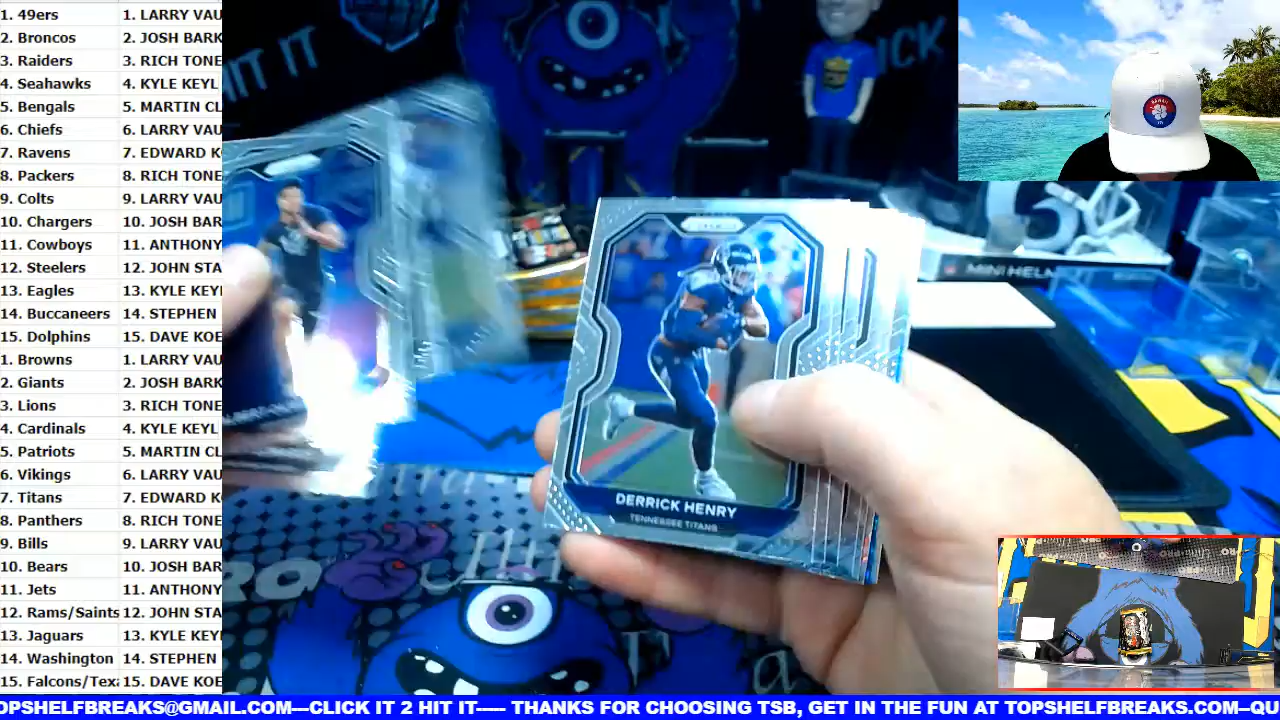 1. 49ers 1. LARRY VAU
2. Broncos 2. JOSH BARK
3. Raiders 3. RICH TONE
4. Seahawks 4. KYLE KEYL
5. Bengals 5. MARTIN CL
6. Chiefs 6. LARRY VAU
7. Ravens 7. EDWARD K
8. Packers 8. RICH TONE
9. Colts 9. LARRY VAU
10. Chargers 10. JOSH BAR
11. Cowboys 11. ANTHONY
12. Steelers 12. JOHN STA
13. Eagles 13. KYLE KEYI
14. Buccaneers 14. STEPHEN
15. Dolphins 15. DAVE KOE
1. Browns 1. LARRY VAU
2. Giants 2. JOSH BARK
3. Lions 3. RICH TONE
4. Cardinals 4. KYLE KEYL
5. Patriots 5. MARTIN CL
6. Vikings 6. LARRY VAU
7. Titans 7. EDWARD K
8. Panthers 8. RICH TONE
9. Bills 9. LARRY VAU
10. Bears 10. JOSH BAR
11. Jets 11. ANTHONY
12. Rams/Saints 12. JOHN STA
13. Jaguars 13. KYLE KEYI
14. Washington 14. STEPHEN
15. Falcons/Texa 15. DAVE KOE
HIT IT
ICK
MINI HELM
DERRICK HENRY
TENNESSEE TITANS
OPSHELFBREAKS@GMAIL.COM---CLICK IT 2 HIT IT----- THANKS FOR CHOOSING TSB, GET IN THE FUN AT TOPSHELFBREAKS.COM--QU